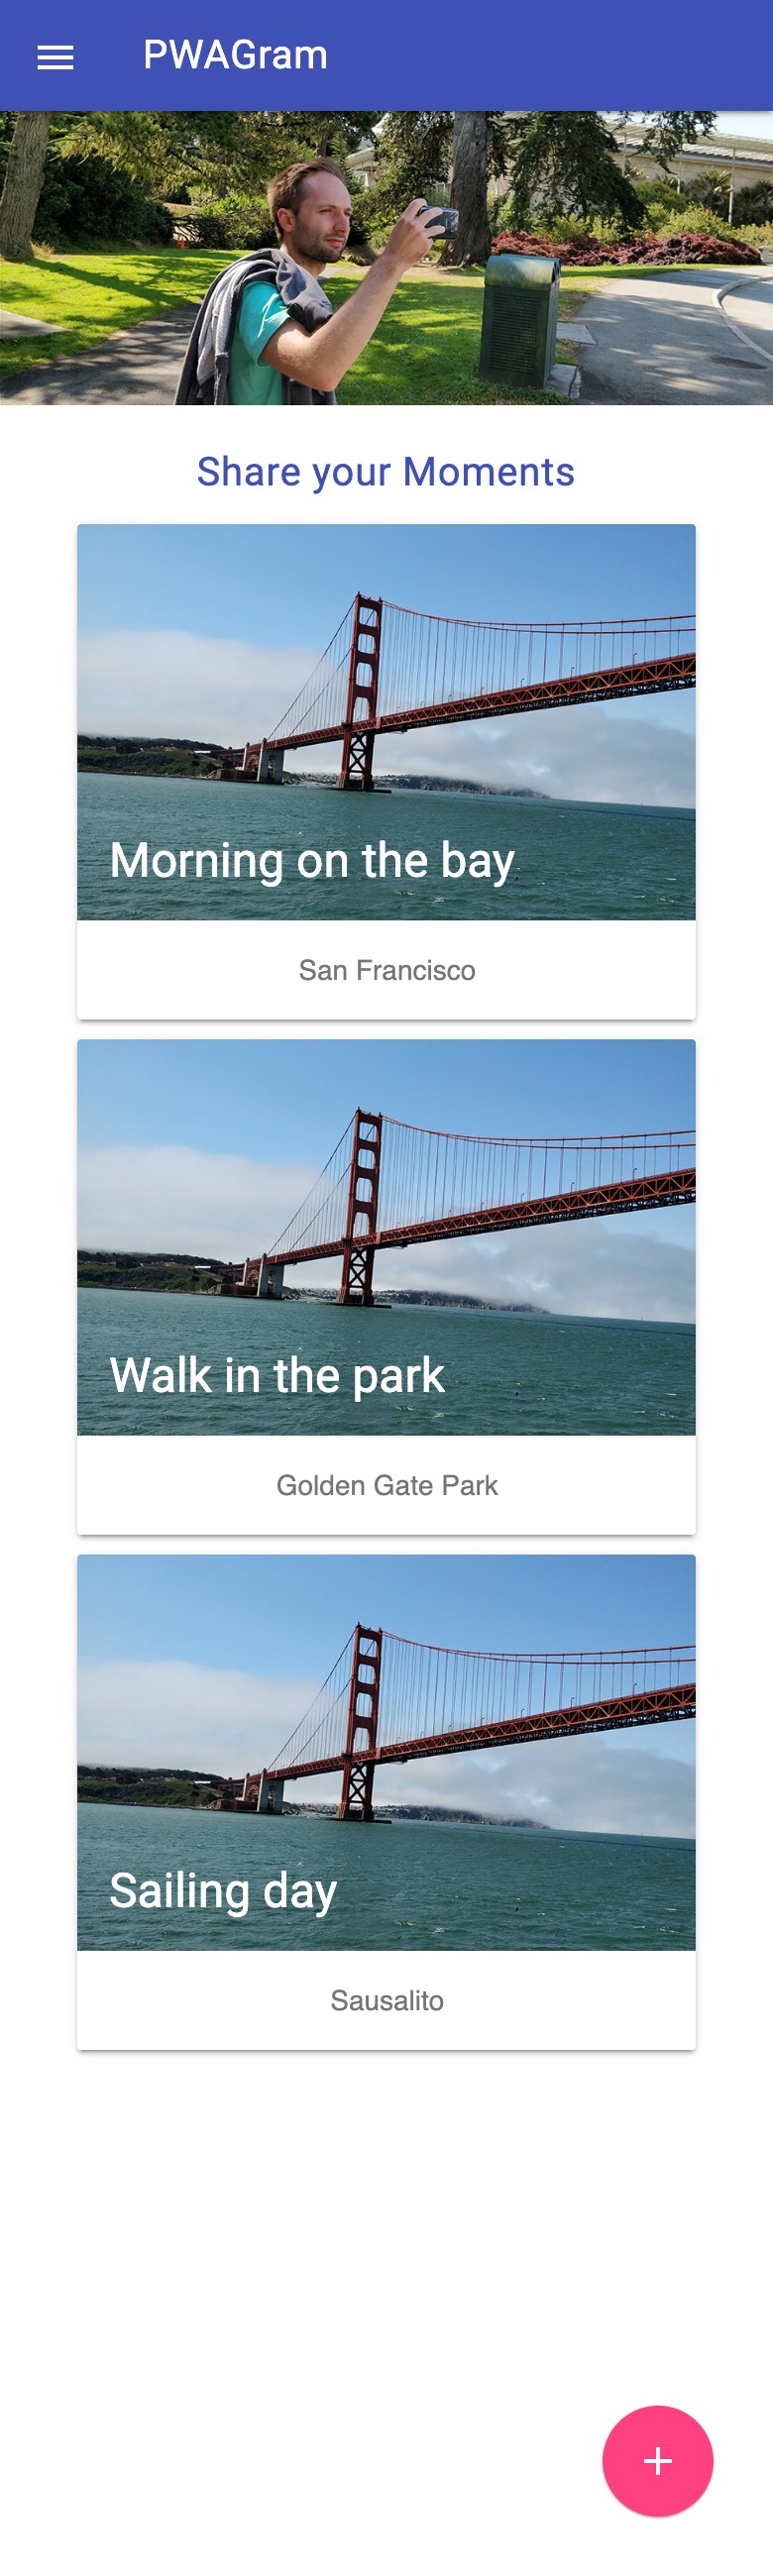 PWAGram
Share your Moments
Morning on the bay
San Francisco
Walk in the park
Golden Gate Park
Sailing day
Sausalito